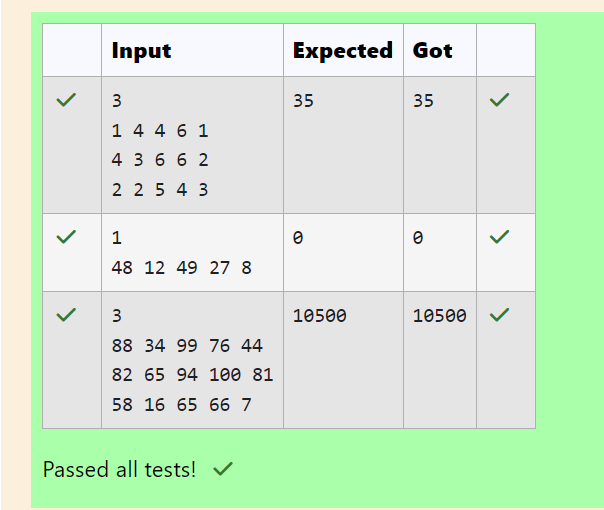 Input Expected Got
3 35 35
1 4 4 6 1
4 3 6 6 2
2 2 5 4 3
1 0 0
48 12 49 27 8
3 10500 10500
88 34 99 76 44
82 65 94 100 81
58 16 65 66 7
Passed all tests!